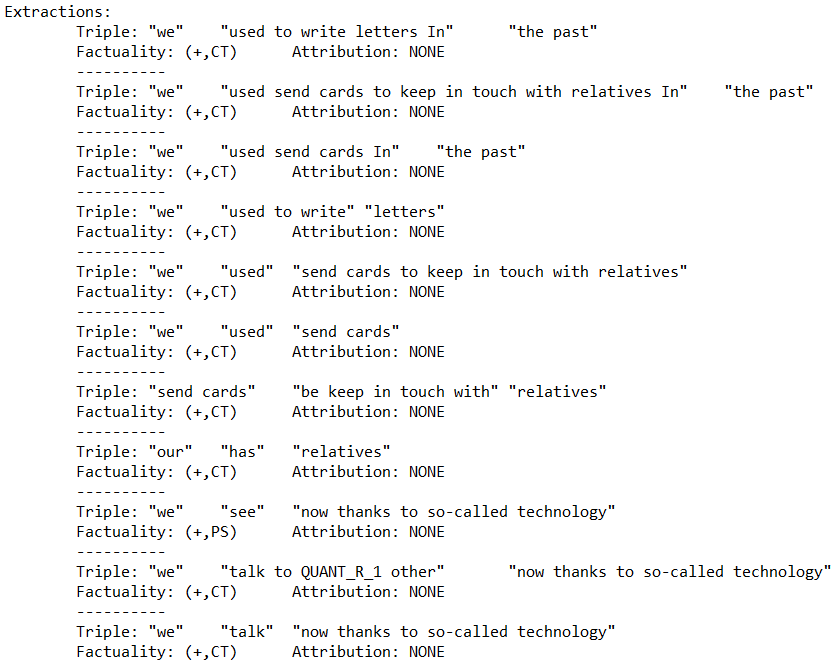 Extractions:
Triple: "we" "used to write letters In" "the past"
Factuality: (+,CT) Attribution: NONE
----------
Triple: "we" "used send cards to keep in touch with relatives In" "the past"
Factuality: (+,CT) Attribution: NONE
----------
Triple: "we" "used send cards In" "the past"
Factuality: (+,CT) Attribution: NONE
----------
Triple: "we" "used to write" "letters"
Factuality: (+,CT) Attribution: NONE
----------
Triple: "we" "used" "send cards to keep in touch with relatives"
Factuality: (+,CT) Attribution: NONE
----------
Triple: "we" "used" "send cards"
Factuality: (+,CT) Attribution: NONE
----------
Triple: "send cards" "be keep in touch with" "relatives"
Factuality: (+,CT) Attribution: NONE
----------
Triple: "our" "has" "relatives"
Factuality: (+,CT) Attribution: NONE
----------
Triple: "we" "see" "now thanks to so-called technology"
Factuality: (+,PS) Attribution: NONE
----------
Triple: "we" "talk to QUANT_R_1 other" "now thanks to so-called technology"
Factuality: (+,CT) Attribution: NONE
----------
Triple: "we" "talk" "now thanks to so-called technology"
Factuality: (+,CT) Attribution: NONE